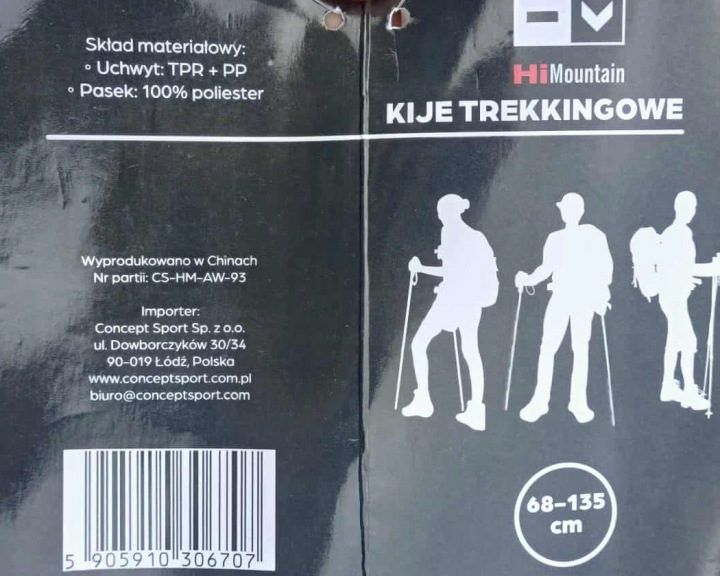 Skład materiałowy:
◦ Uchwyt: TPR + PP
◦ Pasek: 100% poliester
Wyprodukowano w Chinach
Nr partii: CS-HM-AW-93
Importer:
Concept Sport Sp. z o.o.
ul. Dowborczyków 30/34
90-019 Łódź, Polska
www.conceptsport.com.pl
biuro@conceptsport.com
5 905910 306707
HiMountain
KIJE TREKKINGOWE
68–135
cm